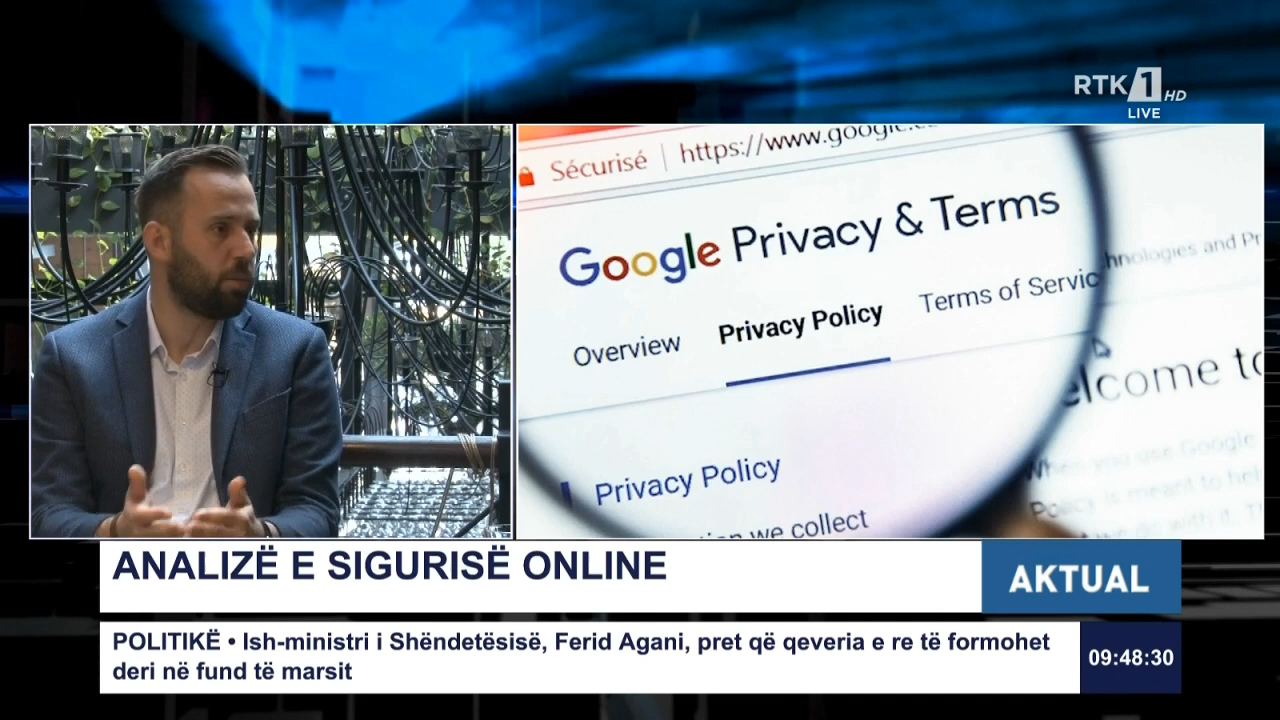 RTK 1 HD
LIVE
Sécurisé | https://www.google.
Google Privacy & Terms
Overview Privacy Policy Terms of Servic
Privacy Policy
we collect
ANALIZË E SIGURISË ONLINE
AKTUAL
POLITIKË • Ish-ministri i Shëndetësisë, Ferid Agani, pret që qeveria e re të formohet
deri në fund të marsit
09:48:30